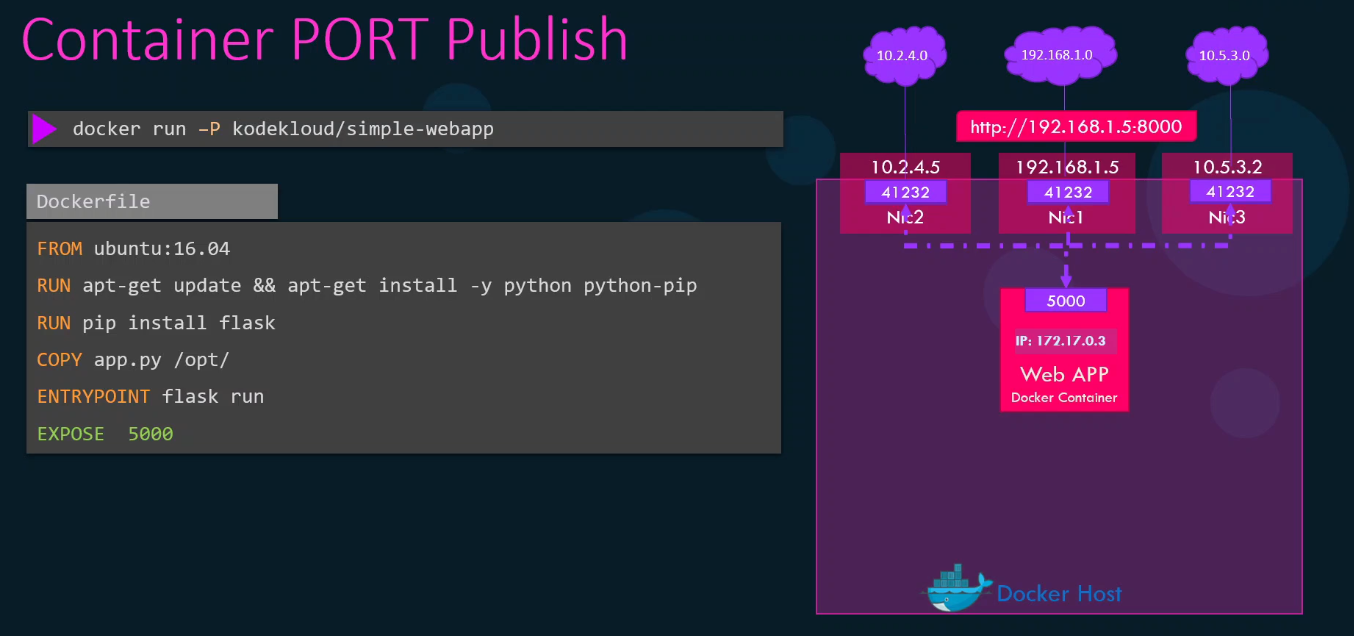 Container PORT Publish
docker run –P kodekloud/simple-webapp
Dockerfile
FROM ubuntu:16.04
RUN apt-get update && apt-get install -y python python-pip
RUN pip install flask
COPY app.py /opt/
ENTRYPOINT flask run
EXPOSE 5000
10.2.4.0
192.168.1.0
10.5.3.0
http://192.168.1.5:8000
10.2.4.5
192.168.1.5
10.5.3.2
41232
41232
41232
Nic2
Nic1
Nic3
5000
IP: 172.17.0.3
Web APP
Docker Container
Docker Host